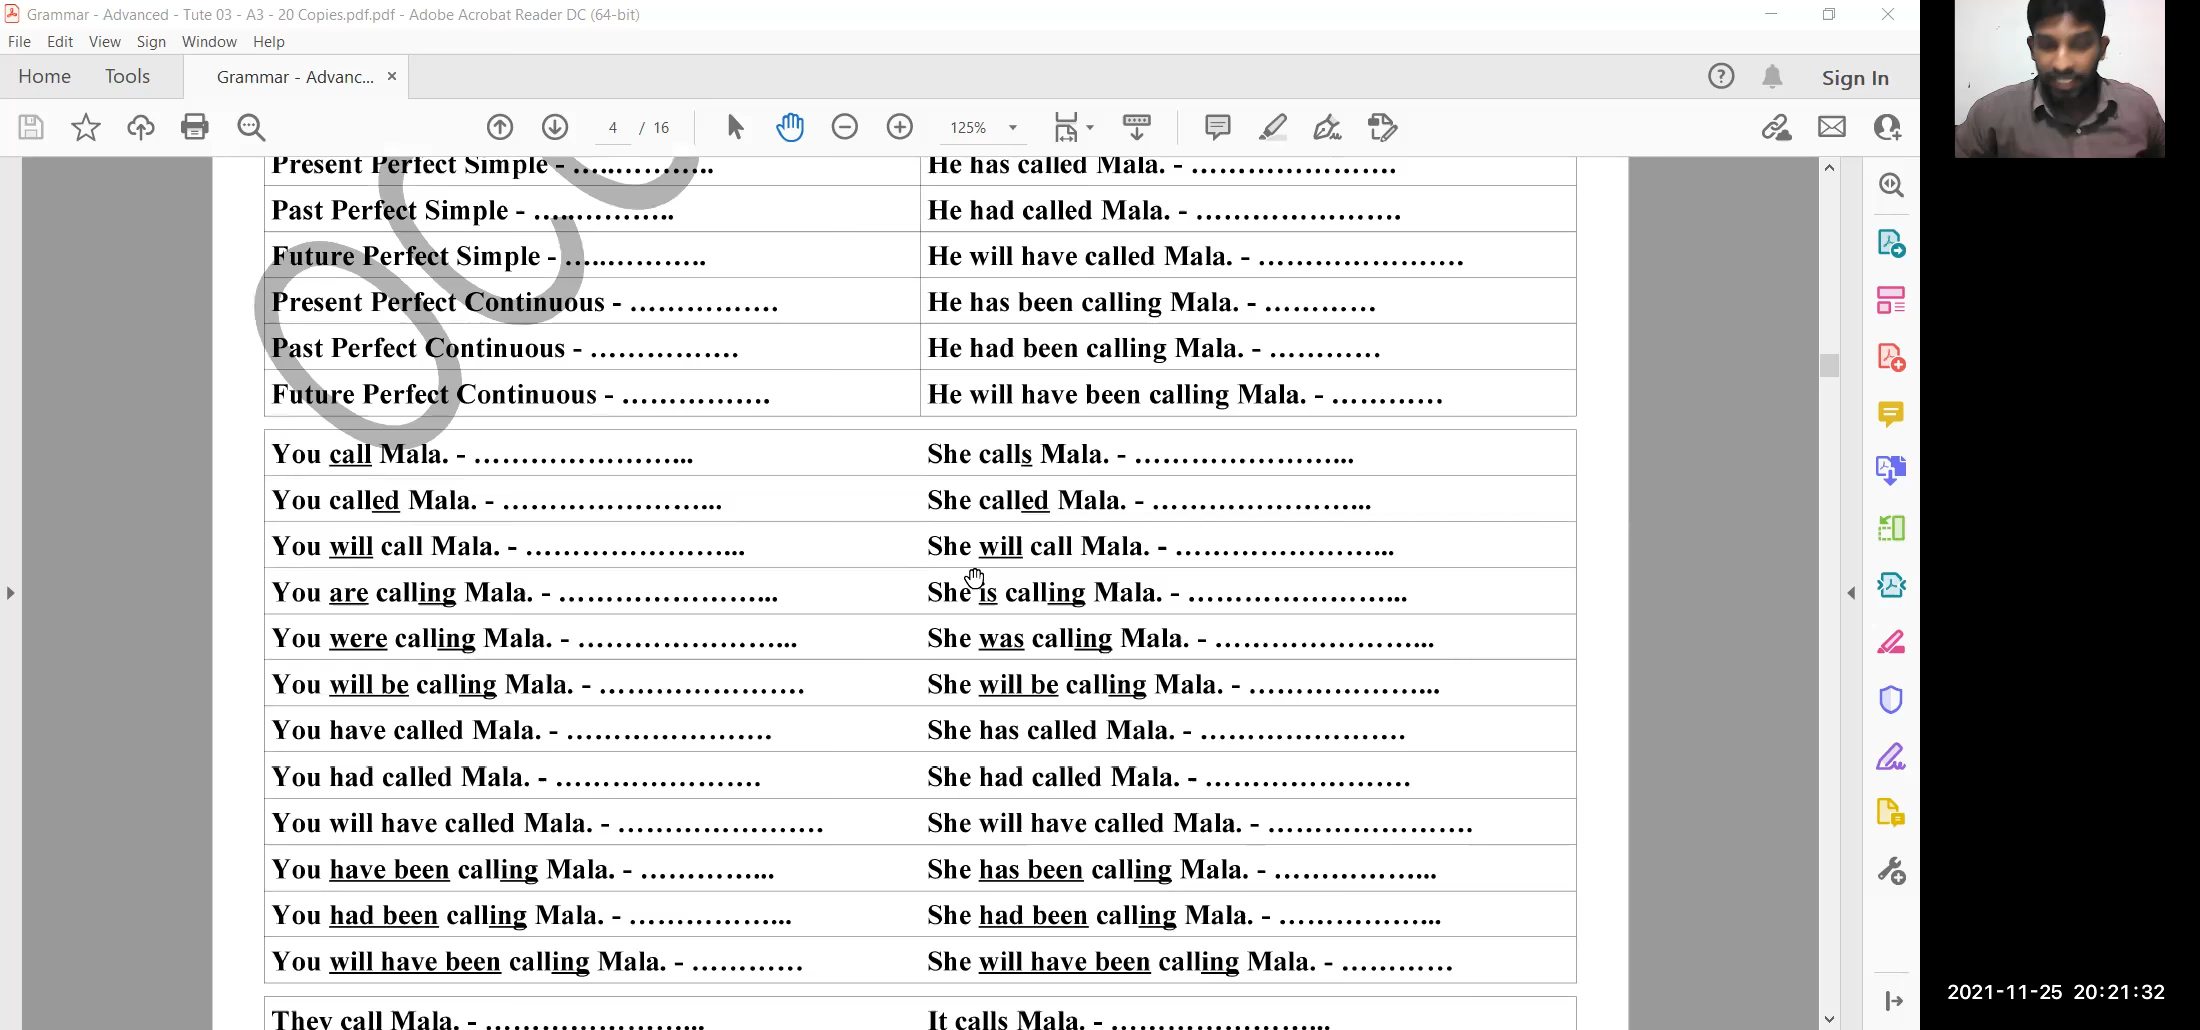 Grammar - Advanced - Tute 03 - A3 - 20 Copies.pdf.pdf - Adobe Acrobat Reader DC (64-bit)
File Edit View Sign Window Help
Home Tools Grammar - Advanc... × Sign In
4 / 16 125%
Present Perfect Simple - …..……….. He has called Mala. - ………………….
Past Perfect Simple - …..……….. He had called Mala. - ………………….
Future Perfect Simple - …..……….. He will have called Mala. - ………………….
Present Perfect Continuous - ……………. He has been calling Mala. - …………
Past Perfect Continuous - ……………. He had been calling Mala. - …………
Future Perfect Continuous - ……………. He will have been calling Mala. - …………
You call Mala. - …………………... She calls Mala. - …………………...
You called Mala. - …………………... She called Mala. - …………………...
You will call Mala. - …………………... She will call Mala. - …………………...
You are calling Mala. - …………………... She is calling Mala. - …………………...
You were calling Mala. - …………………... She was calling Mala. - …………………...
You will be calling Mala. - …………………. She will be calling Mala. - ………………...
You have called Mala. - …………………. She has called Mala. - ………………….
You had called Mala. - …………………. She had called Mala. - ………………….
You will have called Mala. - …………………. She will have called Mala. - ………………….
You have been calling Mala. - …………... She has been calling Mala. - ……………...
You had been calling Mala. - ……………... She had been calling Mala. - ……………...
You will have been calling Mala. - ………… She will have been calling Mala. - …………
They call Mala. - …………………... It calls Mala. - …………………...
2021-11-25 20:21:32